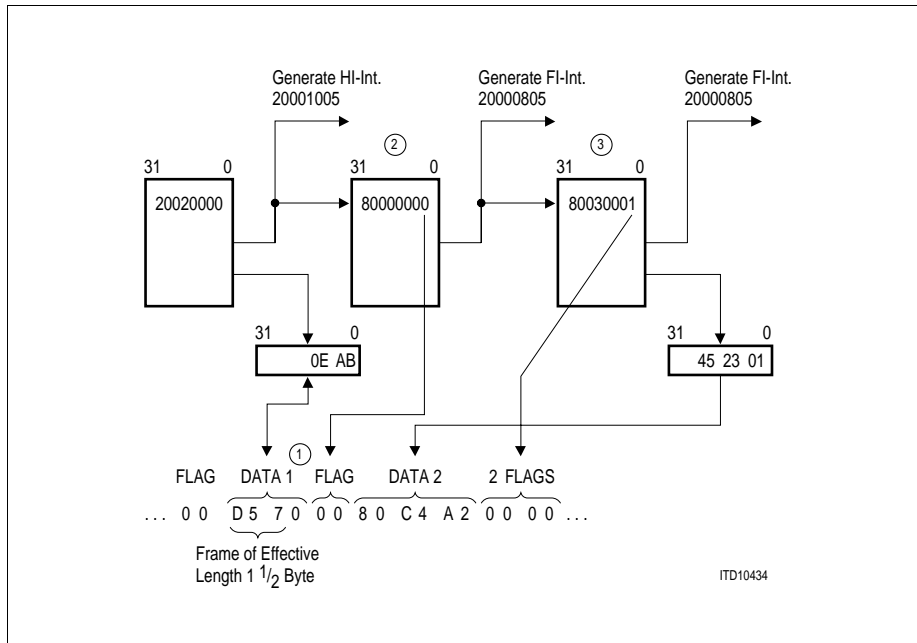 Generate HI-Int.
20001005
Generate FI-Int.
20000805
Generate FI-Int.
20000805
2
3
31 0
31 0
31 0
20020000
80000000
80030001
31 0
31 0
0E AB
45 23 01
1
FLAG DATA 1 FLAG DATA 2 2 FLAGS
... 0 0 D 5 7 0 0 0 8 0 C 4 A 2 0 0 0 0 ...
Frame of Effective
Length 1 1/2 Byte
ITD10434